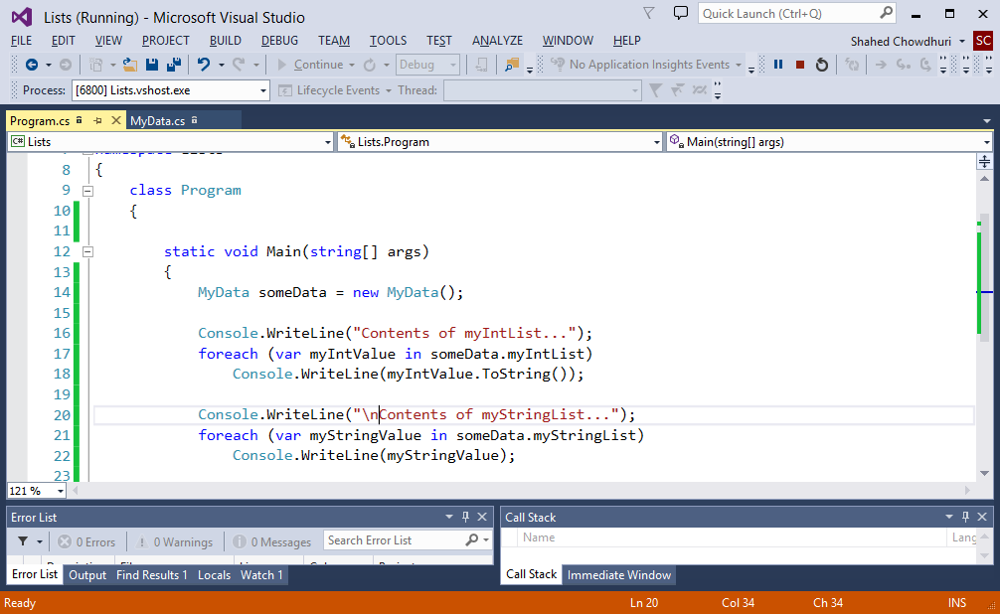 Lists (Running) - Microsoft Visual Studio
Quick Launch (Ctrl+Q)
FILE EDIT VIEW PROJECT BUILD DEBUG TEAM TOOLS TEST ANALYZE WINDOW HELP
Shahed Chowdhuri SC
Continue Debug No Application Insights Events
Process: [6800] Lists.vshost.exe Lifecycle Events Thread:
Program.cs MyData.cs
C# Lists Lists.Program Main(string[] args)
8 {
9 class Program
10 {
11
12 static void Main(string[] args)
13 {
14 MyData someData = new MyData();
15
16 Console.WriteLine("Contents of myIntList...");
17 foreach (var myIntValue in someData.myIntList)
18 Console.WriteLine(myIntValue.ToString());
19
20 Console.WriteLine("\nContents of myStringList...");
21 foreach (var myStringValue in someData.myStringList)
22 Console.WriteLine(myStringValue);
23
121 %
Error List
0 Errors 0 Warnings 0 Messages Search Error List
Error List Output Find Results 1 Locals Watch 1
Call Stack
Name Lang
Call Stack Immediate Window
Ready Ln 20 Col 34 Ch 34 INS